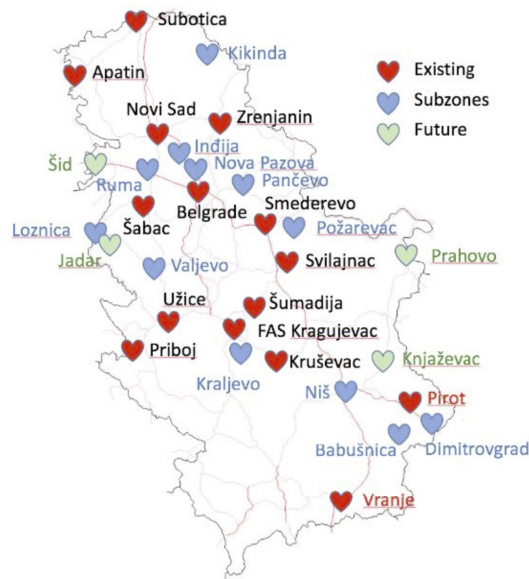 Subotica
Kikinda
Apatin
Existing
Subzones
Future
Novi Sad
Zrenjanin
Inđija
Šid
Nova Pazova
Ruma
Pančevo
Belgrade
Smederevo
Šabac
Loznica
Požarevac
Jadar
Valjevo
Svilajnac
Prahovo
Užice
Šumadija
FAS Kragujevac
Priboj
Kruševac
Knjaževac
Kraljevo
Niš
Pirot
Babušnica
Dimitrovgrad
Vranje